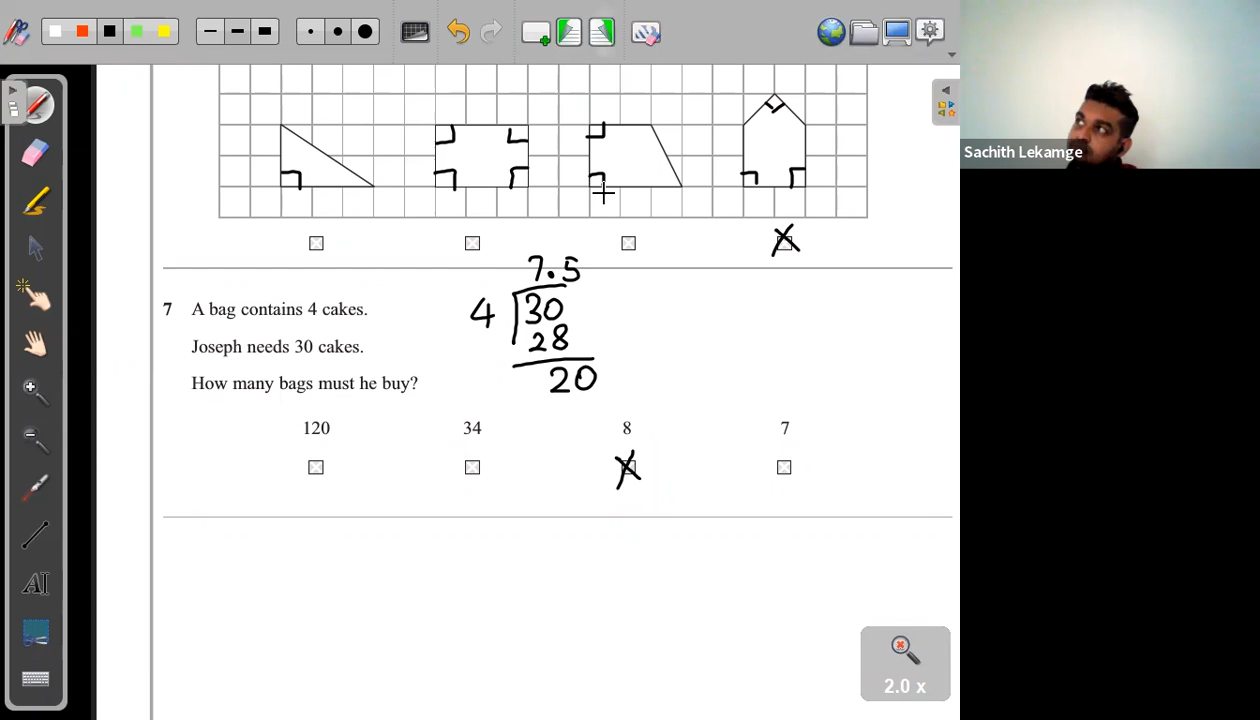 Sachith Lekamge
7.5
7 A bag contains 4 cakes.
4 30
28
Joseph needs 30 cakes.
20
How many bags must he buy?
120 34 8 7
AI
2.0 x